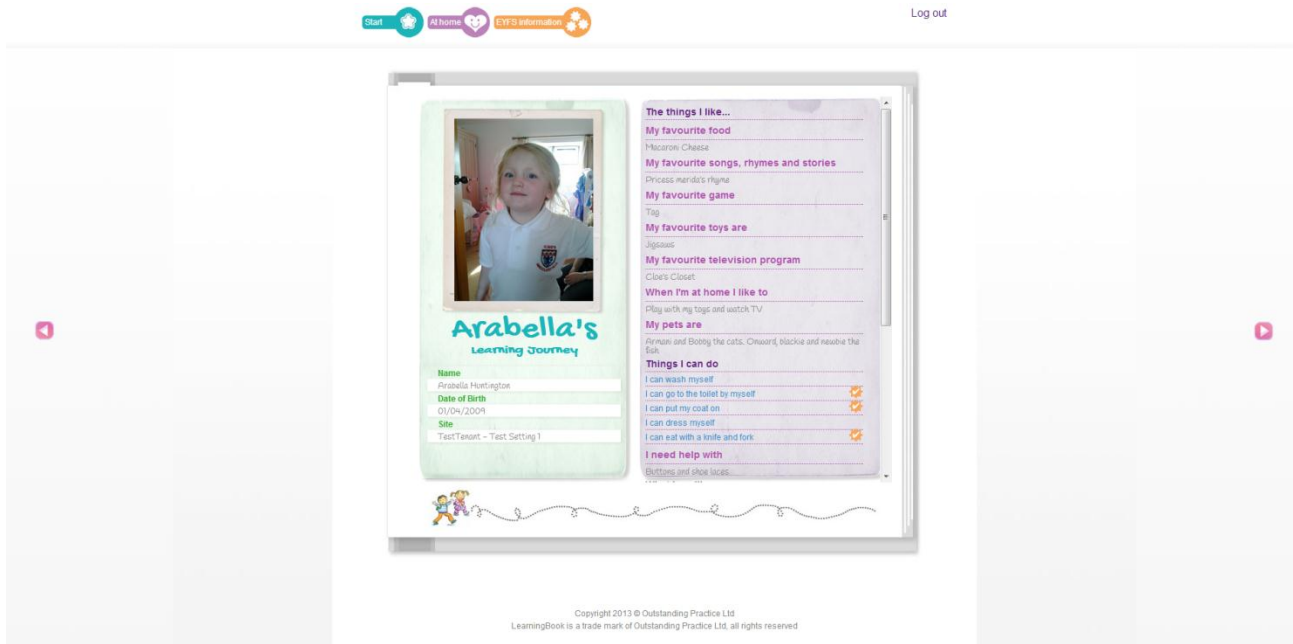 Start
At home
EYFS information
Log out
Arabella's
Learning Journey
Name
Arabella Huntington
Date of Birth
01/04/2009
Site
TestTenant - Test Setting 1
The things I like...
My favourite food
Macaroni Cheese
My favourite songs, rhymes and stories
Pricess merida's rhyme
My favourite game
Tag
My favourite toys are
Jigsaws
My favourite television program
Cloe's Closet
When I'm at home I like to
Play with my toys and watch TV
My pets are
Armani and Bobby the cats. Onward, blackie and newbie the
fish
Things I can do
I can wash myself
I can go to the toilet by myself
I can put my coat on
I can dress myself
I can eat with a knife and fork
I need help with
Buttons and shoe laces.
Copyright 2013 © Outstanding Practice Ltd.
LearningBook is a trade mark of Outstanding Practice Ltd, all rights reserved